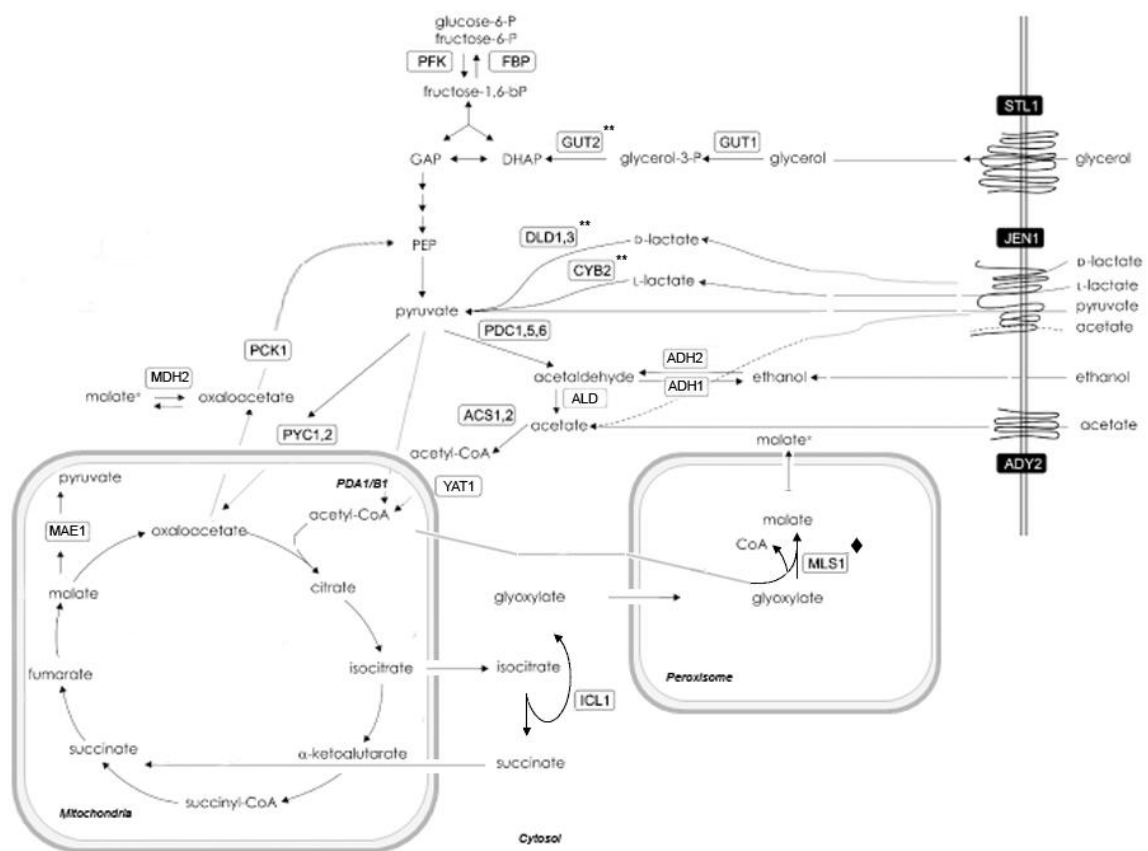 glucose-6-P
fructose-6-P
PFK
FBP
fructose-1,6-bP
STL1
GUT2 **
GUT1
GAP
DHAP
glycerol-3-P
glycerol
glycerol
PEP
DLD1,3 **
D-lactate
JEN1
CYB2 **
L-lactate
D-lactate
L-lactate
pyruvate
pyruvate
acetate
PDC1,5,6
PCK1
MDH2
ADH2
acetaldehyde
ADH1
ethanol
ethanol
malate*
oxaloacetate
ALD
ACS1,2
acetate
acetate
PYC1,2
acetyl-CoA
malate*
ADY2
pyruvate
PDA1/B1
YAT1
acetyl-CoA
MAE1
oxaloacetate
malate
CoA
MLS1 ♦
malate
citrate
glyoxylate
glyoxylate
fumarate
isocitrate
isocitrate
Peroxisome
ICL1
succinate
α-ketoalutarate
succinate
succinyl-CoA
Mitochondria
Cytosol